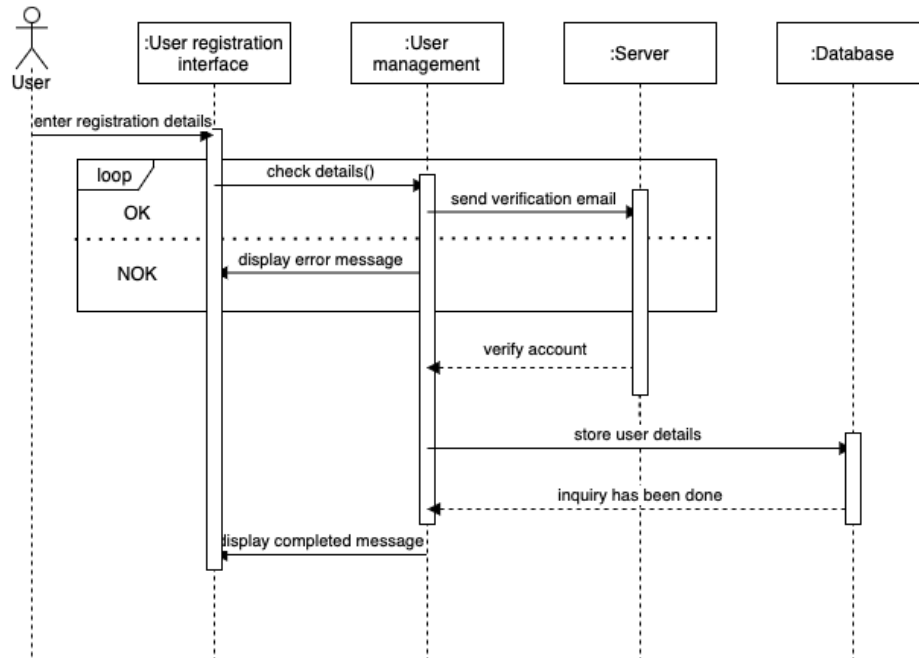 :User registration
interface
:User
management
:Server
:Database
User
enter registration details
loop
check details()
OK
send verification email
NOK
display error message
verify account
store user details
inquiry has been done
display completed message